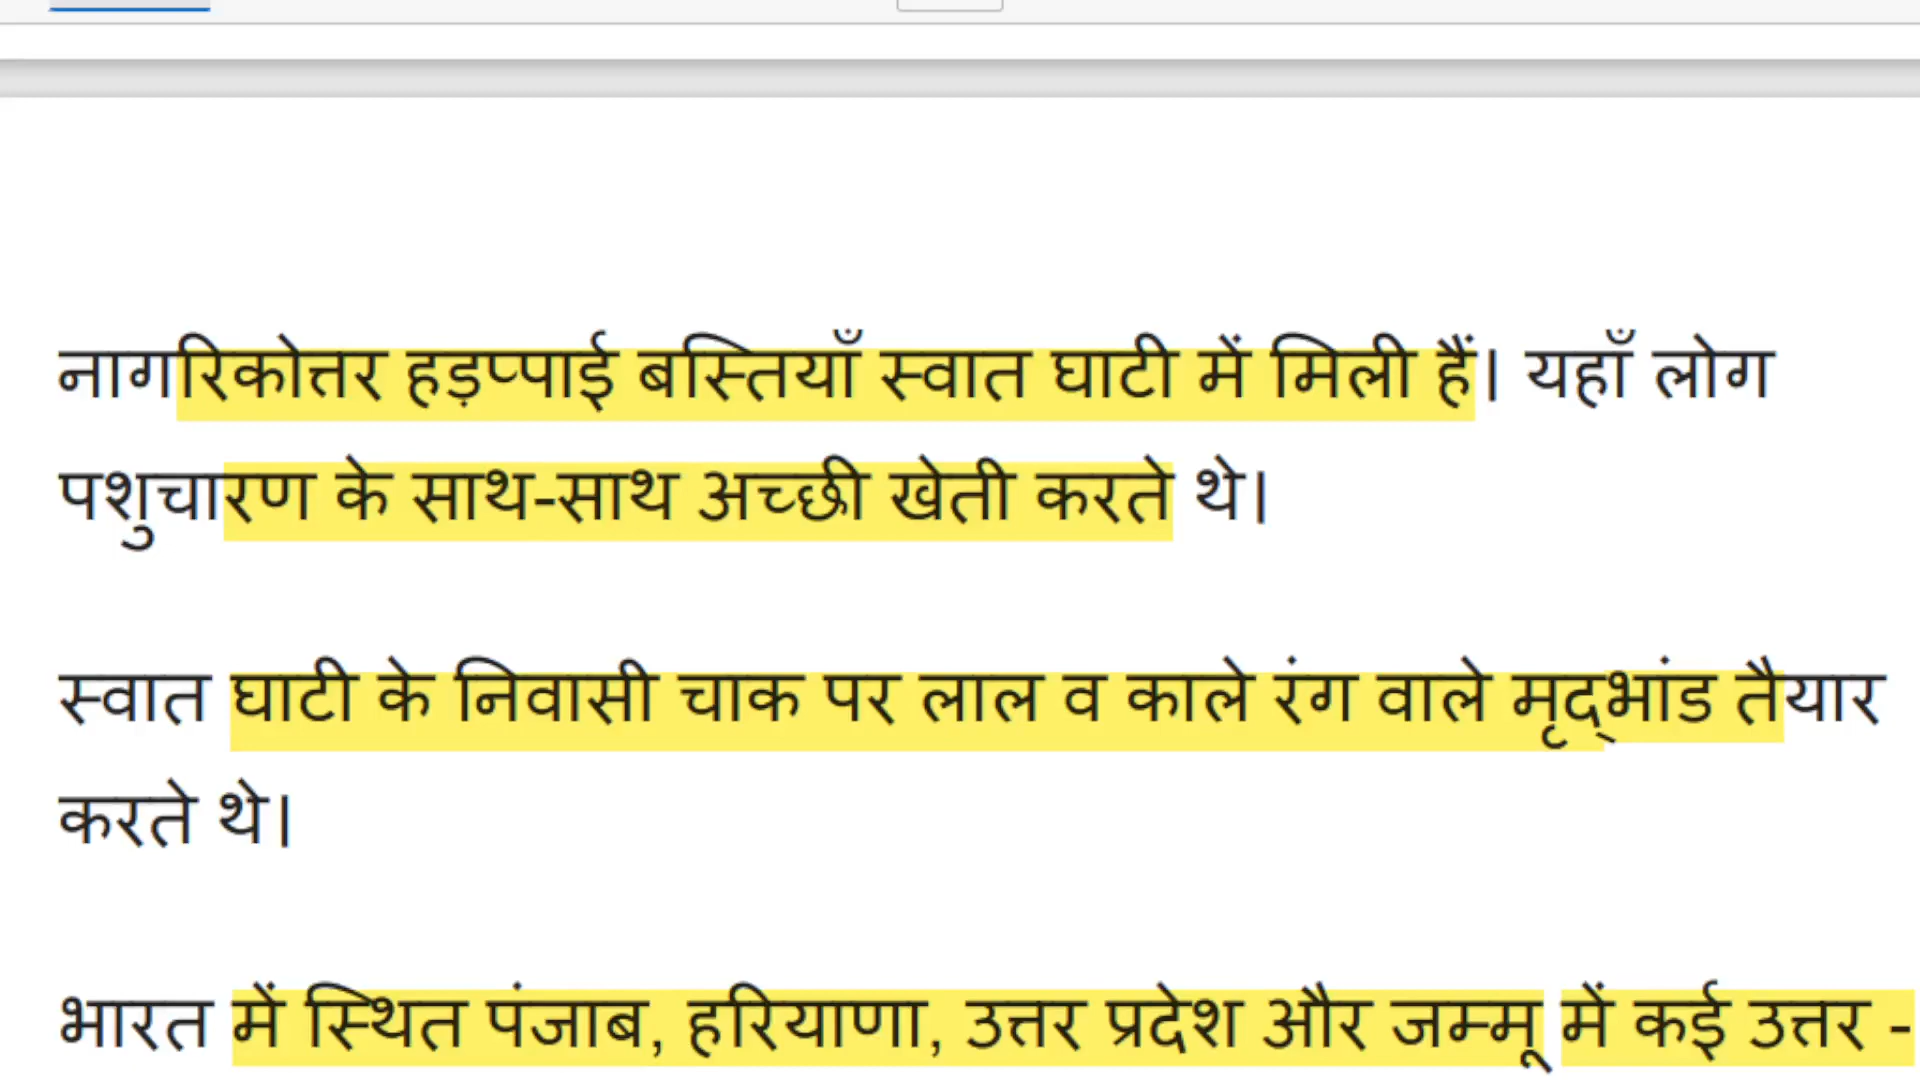 नागरिकोत्तर हड़प्पाई बस्तियाँ स्वात घाटी में मिली हैं। यहाँ लोग
पशुचारण के साथ-साथ अच्छी खेती करते थे।
स्वात घाटी के निवासी चाक पर लाल व काले रंग वाले मृद्‌भांड तैयार
करते थे।
भारत में स्थित पंजाब, हरियाणा, उत्तर प्रदेश और जम्मू में कई उत्तर -